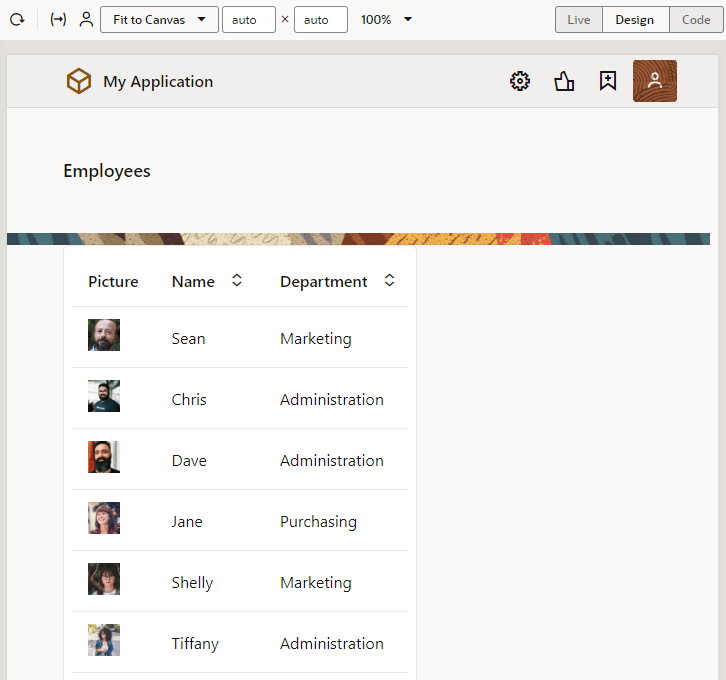 Fit to Canvas auto × auto 100% Live Design Code
My Application
Employees
Picture Name Department
Sean Marketing
Chris Administration
Dave Administration
Jane Purchasing
Shelly Marketing
Tiffany Administration